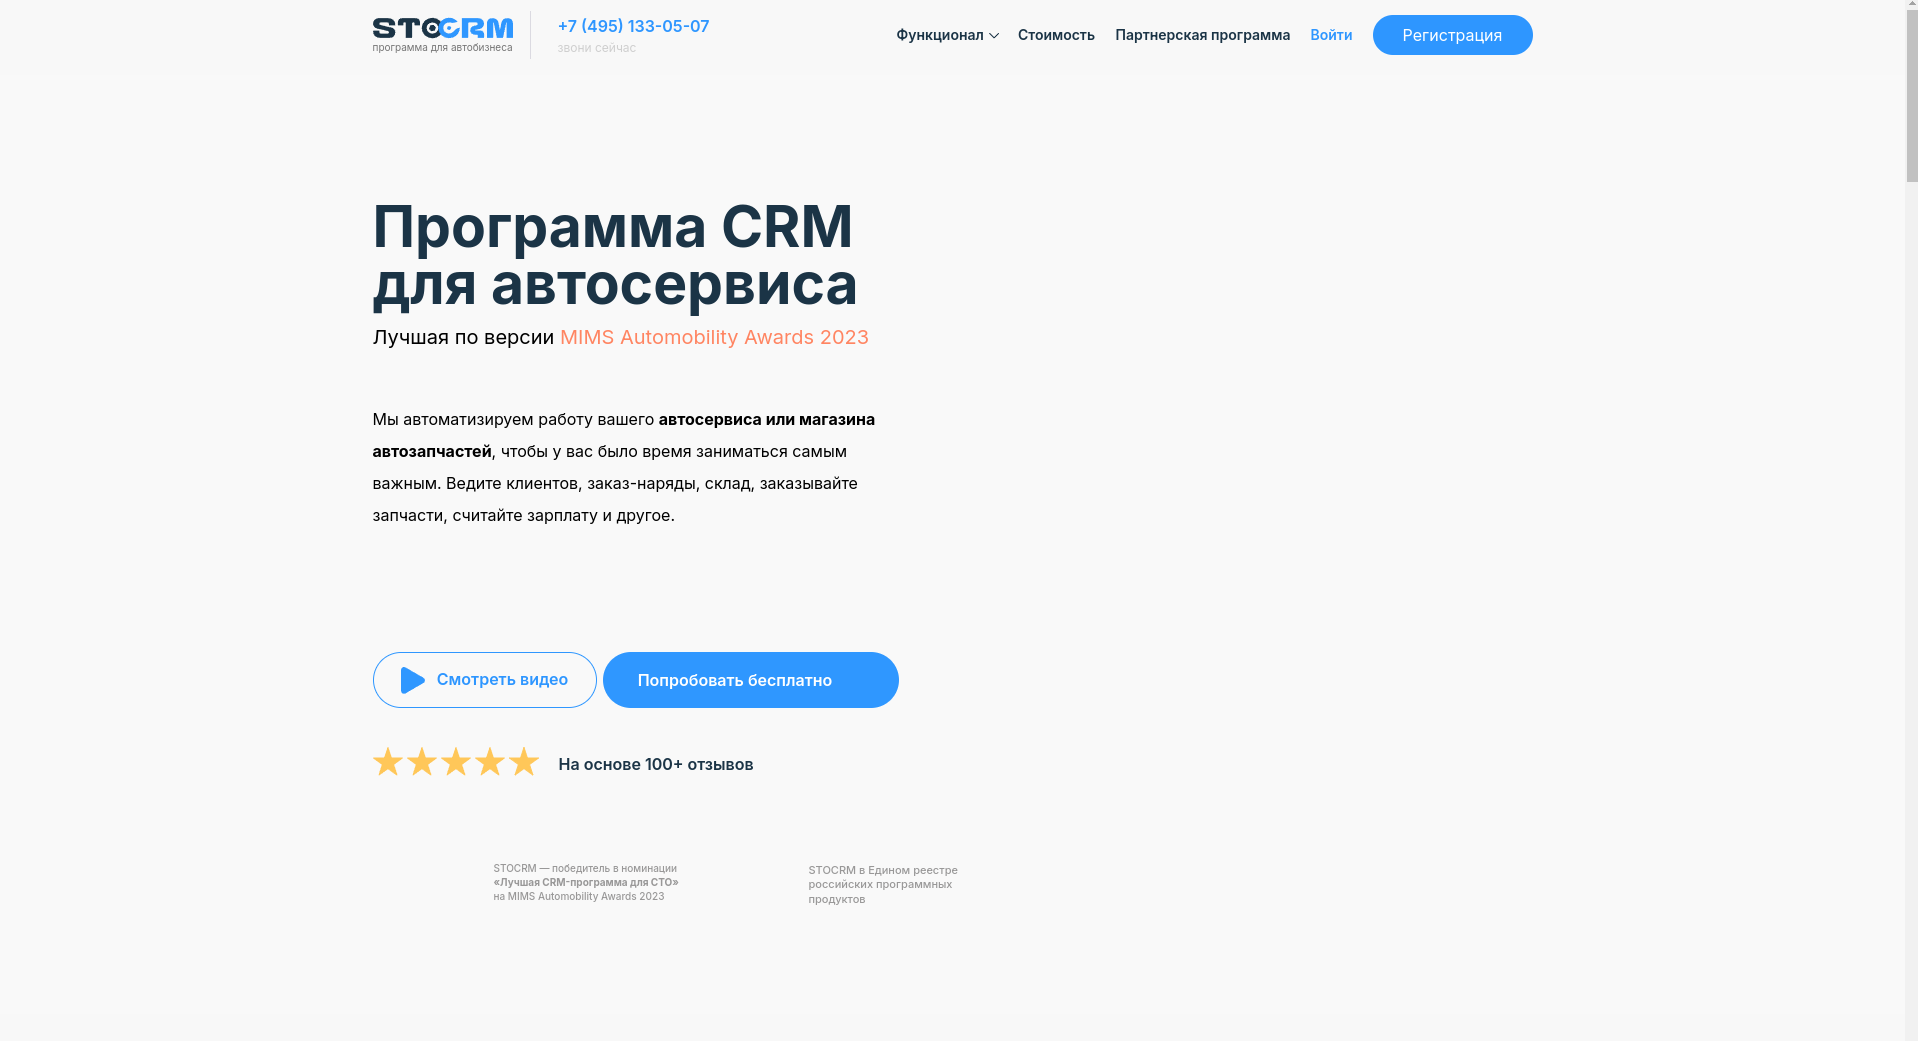 STOCRM
программа для автобизнеса
+7 (495) 133-05-07
звони сейчас
Функционал
Стоимость
Партнерская программа
Войти
Регистрация
Программа CRM
для автосервиса
Лучшая по версии MIMS Automobility Awards 2023
Мы автоматизируем работу вашего автосервиса или магазина
автозапчастей, чтобы у вас было время заниматься самым
важным. Ведите клиентов, заказ-наряды, склад, заказывайте
запчасти, считайте зарплату и другое.
Смотреть видео
Попробовать бесплатно
На основе 100+ отзывов
STOCRM — победитель в номинации
«Лучшая CRM-программа для СТО»
на MIMS Automobility Awards 2023
STOCRM в Едином реестре
российских программных
продуктов